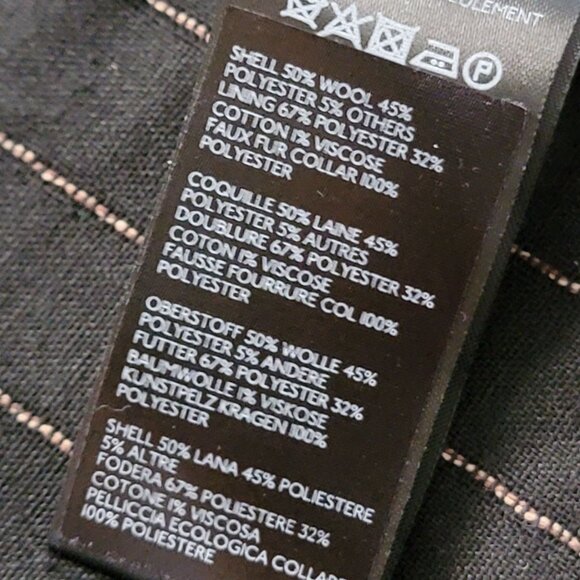 EULEMENT
P
SHELL 50% WOOL 45%
POLYESTER 5% OTHERS
LINING 67% POLYESTER 32%
COTTON 1% VISCOSE
FAUX FUR COLLAR 100%
POLYESTER
COQUILLE 50% LAINE 45%
POLYESTER 5% AUTRES
DOUBLURE 67% POLYESTER 32%
COTON 1% VISCOSE
FAUSSE FOURRURE COL 100%
POLYESTER
OBERSTOFF 50% WOLLE 45%
POLYESTER 5% ANDERE
FUTTER 67% POLYESTER 32%
BAUMWOLLE 1% VISKOSE
KUNSTPELZ KRAGEN 100%
POLYESTER
SHELL 50% LANA 45% POLIESTERE
5% ALTRE
FODERA 67% POLIESTERE 32%
COTONE 1% VISCOSA
PELLICCIA ECOLOGICA COLLAR
100% POLIESTERE